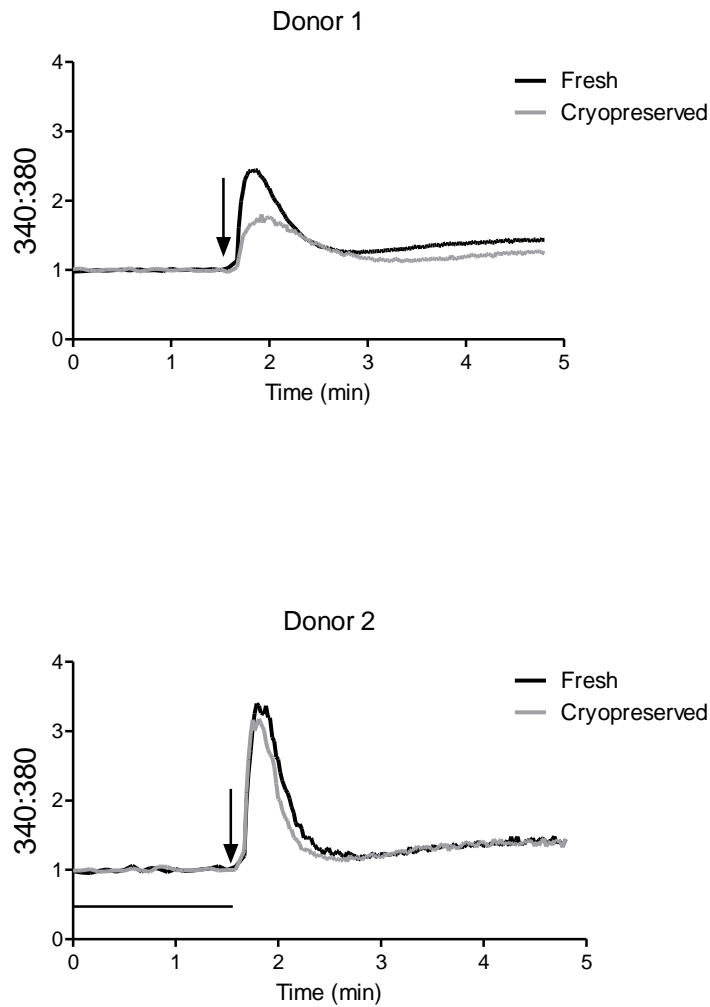 Donor 1
4
3
2
1
0
340:380
Fresh
Cryopreserved
0 1 2 3 4 5
Time (min)
Donor 2
4
3
2
1
0
340:380
Fresh
Cryopreserved
0 1 2 3 4 5
Time (min)